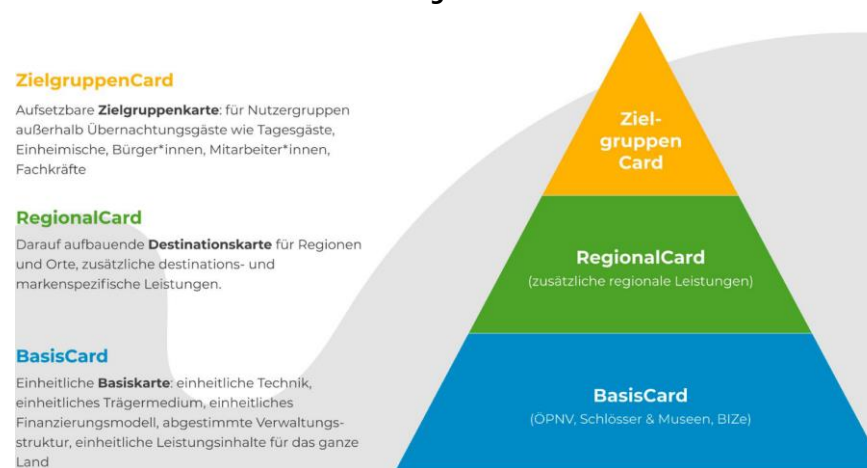 ZielgruppenCard
Aufsetzbare Zielgruppenkarte: für Nutzergruppen
außerhalb Übernachtungsgäste wie Tagesgäste,
Einheimische, Bürger*innen, Mitarbeiter*innen,
Fachkräfte
RegionalCard
Darauf aufbauende Destinationskarte für Regionen
und Orte, zusätzliche destinations- und
markenspezifische Leistungen.
BasisCard
Einheitliche Basiskarte: einheitliche Technik,
einheitliches Trägermedium, einheitliches
Finanzierungsmodell, abgestimmte Verwaltungs-
struktur, einheitliche Leistungsinhalte für das ganze
Land
Ziel-
gruppen
Card
RegionalCard
(zusätzliche regionale Leistungen)
BasisCard
(ÖPNV, Schlösser & Museen, BIZe)